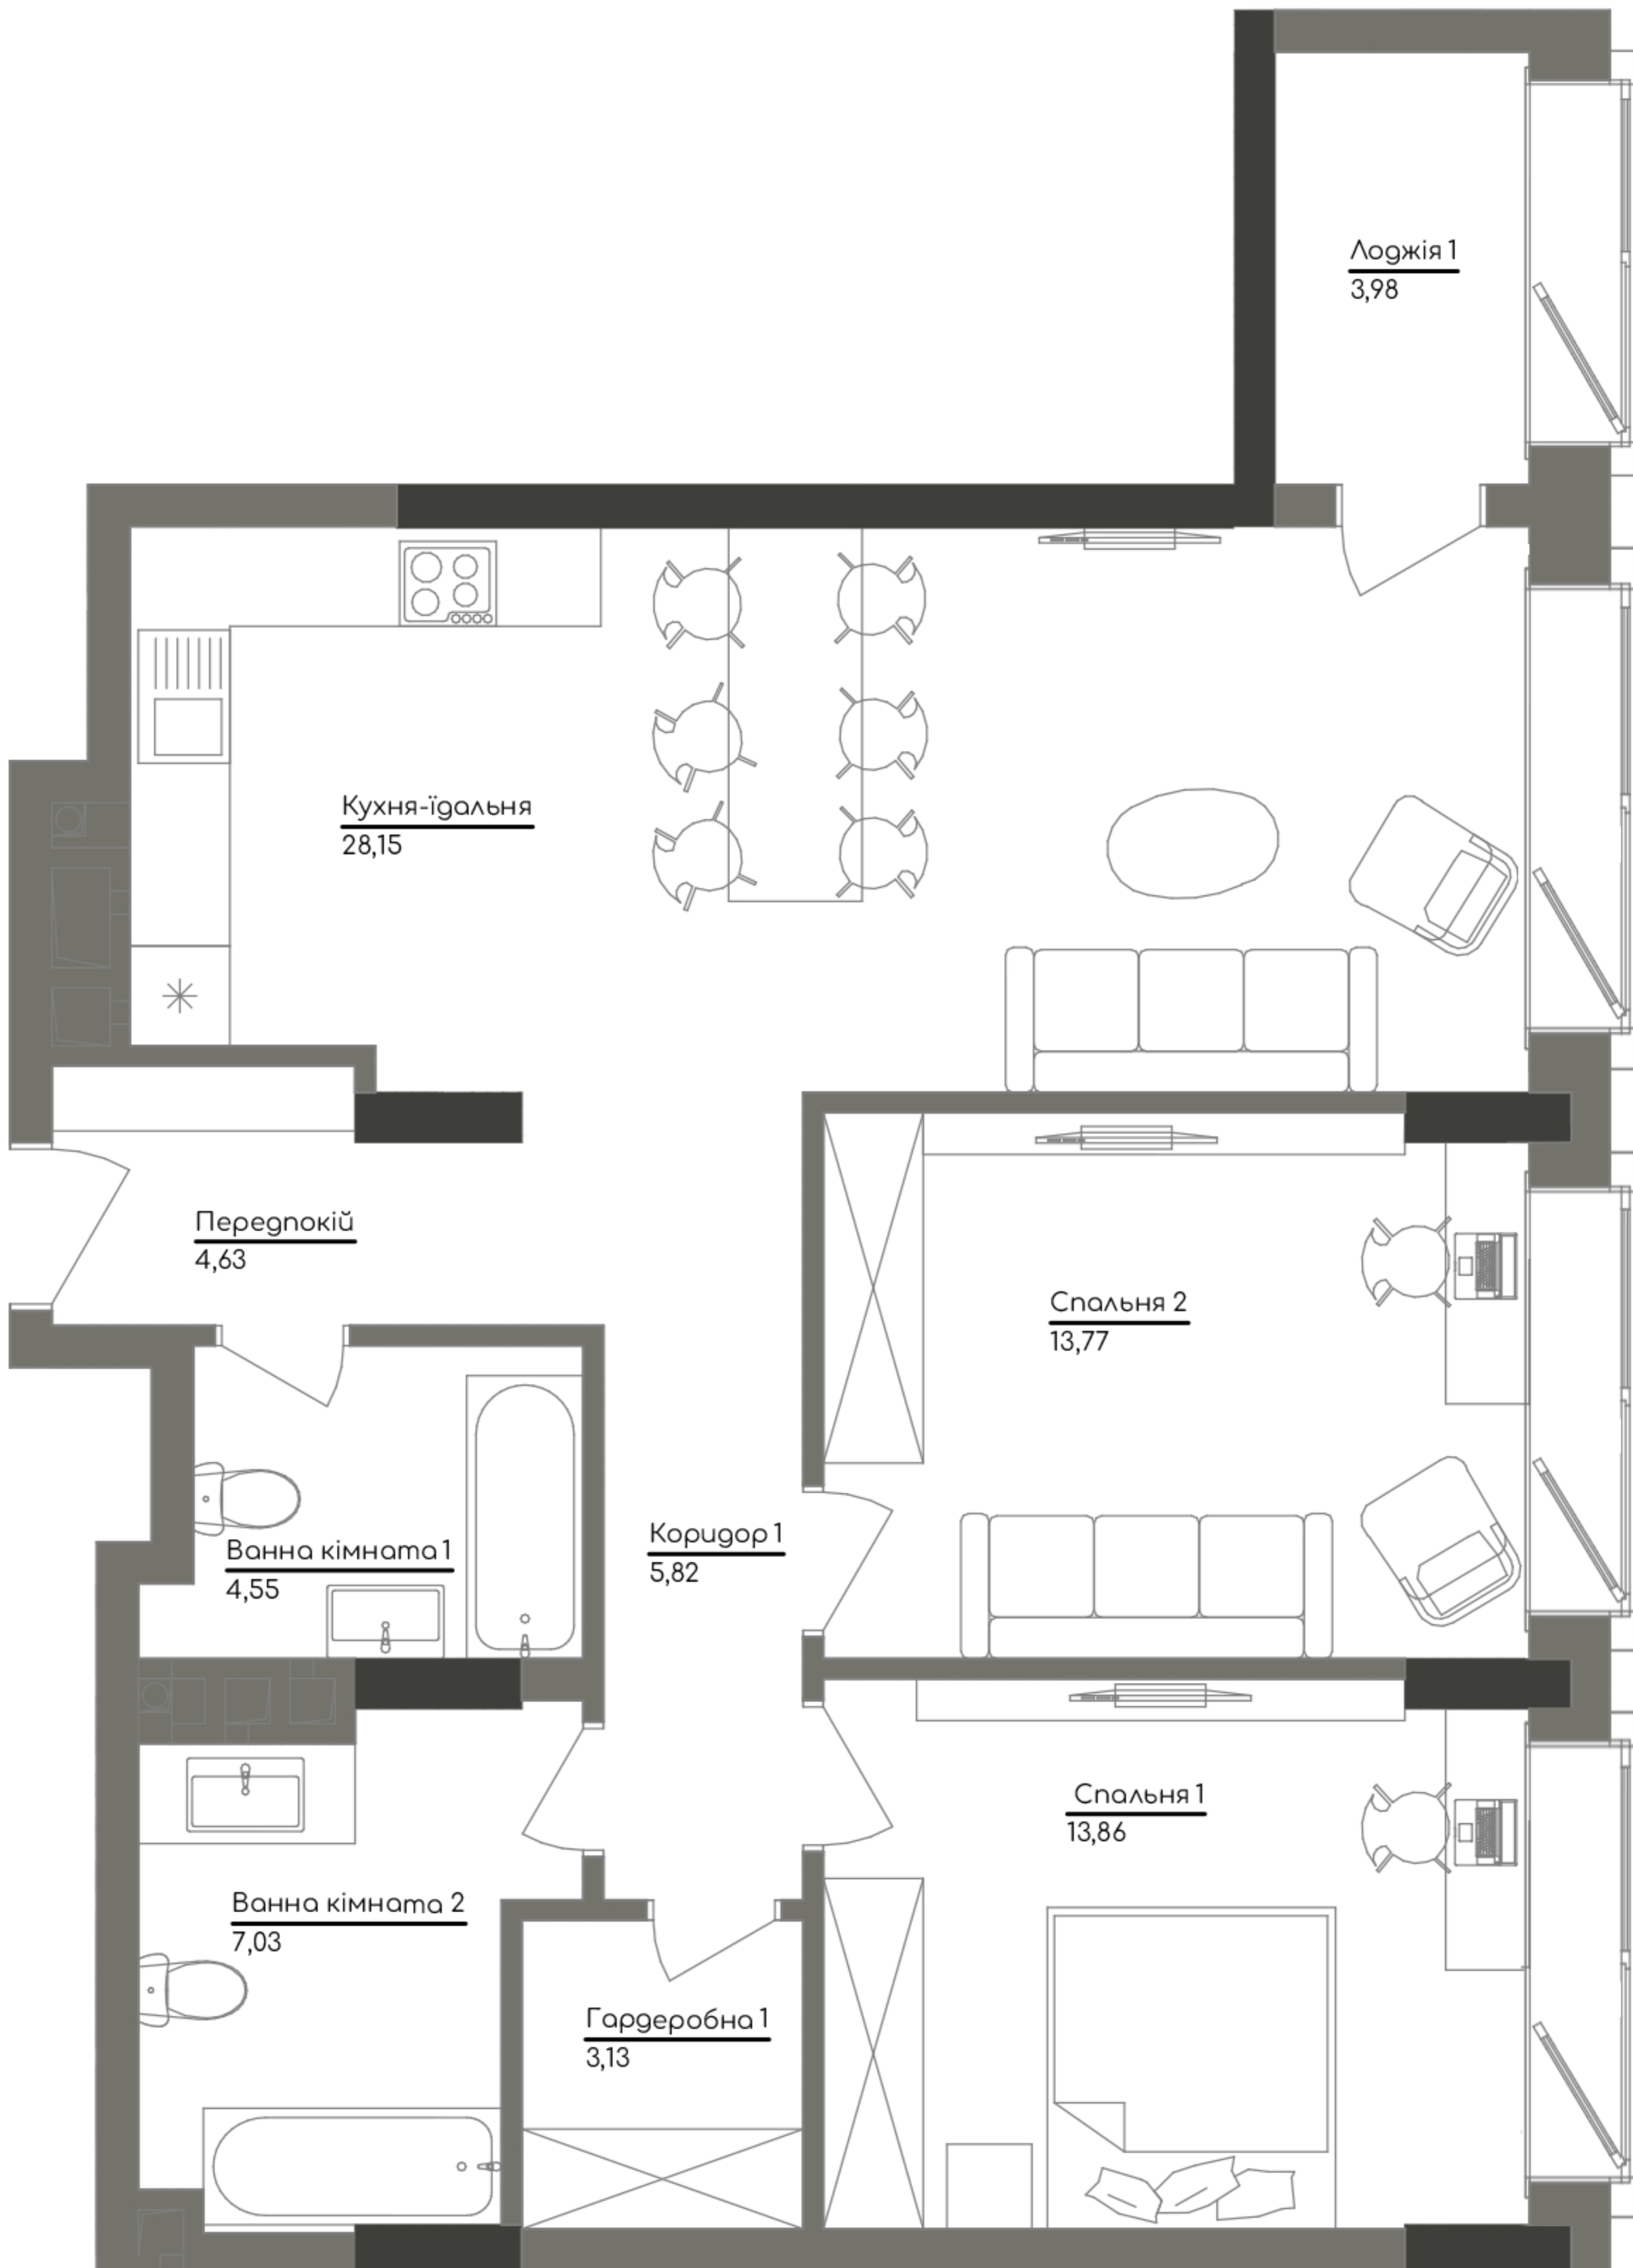 Лоджія 1
3,98
Кухня-їдальня
28,15
Передпокій
4,63
Спальня 2
13,77
Коридор 1
5,82
Ванна кімната 1
4,55
Спальня 1
13,86
Ванна кімната 2
7,03
Гардеробна 1
3,13